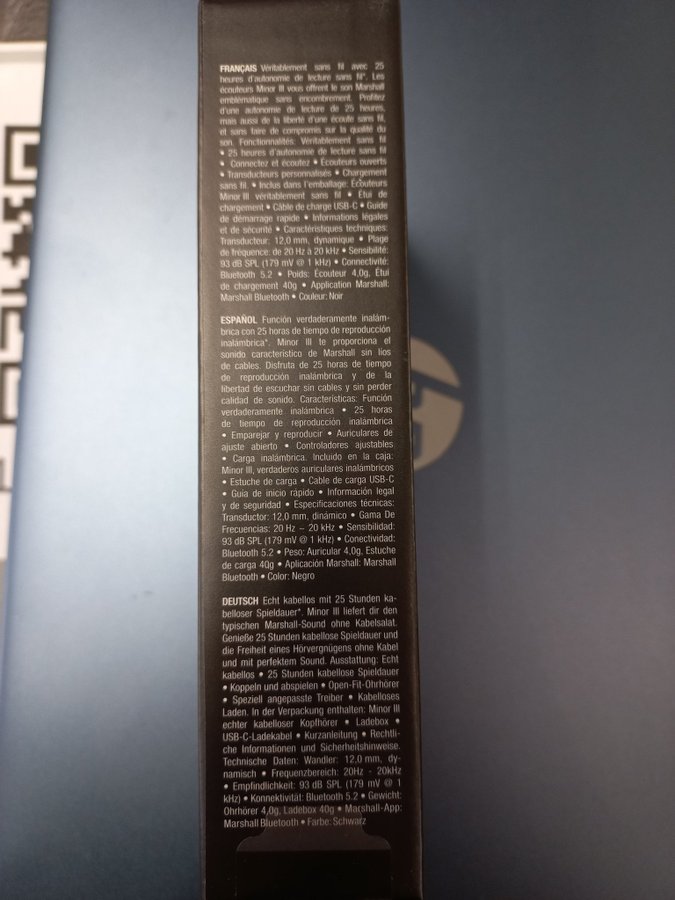 FRANÇAIS Véritablement sans fil avec 25
heures d'autonomie de lecture sans fil*. Les
écouteurs Minor III vous offrent le son Marshall
emblématique sans encombrement. Profitez
d'une autonomie de lecture de 25 heures,
mais aussi de la liberté d'une écoute sans fil,
et sans faire de compromis sur la qualité du
son. Fonctionnalités: Véritablement sans fil
• 25 heures d'autonomie de lecture sans fil
• Connectez et écoutez • Écouteurs ouverts
• Transducteurs personnalisés • Chargement
sans fil. • Inclus dans l'emballage: Écouteurs
Minor III véritablement sans fil • Étui de
chargement • Câble de charge USB-C • Guide
de démarrage rapide • Informations légales
et de sécurité • Caractéristiques techniques:
Transducteur: 12,0 mm, dynamique • Plage
de fréquence: de 20 Hz à 20 kHz • Sensibilité:
93 dB SPL (179 mV @ 1 kHz) • Connectivité:
Bluetooth 5.2 • Poids: Écouteur 4,0g, Étui
de chargement 40g • Application Marshall:
Marshall Bluetooth • Couleur: Noir
ESPAÑOL Función verdaderamente inalám-
brica con 25 horas de tiempo de reproducción
inalámbrica*. Minor III te proporciona el
sonido característico de Marshall sin líos
de cables. Disfruta de 25 horas de tiempo
de reproducción inalámbrica y de la
libertad de escuchar sin cables y sin perder
calidad de sonido. Características: Función
verdaderamente inalámbrica • 25 horas
de tiempo de reproducción inalámbrica
• Emparejar y reproducir • Auriculares de
ajuste abierto • Controladores ajustables
• Carga inalámbrica. Incluido en la caja:
Minor III, verdaderos auriculares inalámbricos
• Estuche de carga • Cable de carga USB-C
• Guía de inicio rápido • Información legal
y de seguridad • Especificaciones técnicas:
Transductor: 12,0 mm, dinámico • Gama De
Frecuencias: 20 Hz – 20 kHz • Sensibilidad:
93 dB SPL (179 mV @ 1 kHz) • Conectividad:
Bluetooth 5.2 • Peso: Auricular 4.0g, Estuche
de carga 40g • Aplicación Marshall: Marshall
Bluetooth • Color: Negro
DEUTSCH Echt kabellos mit 25 Stunden ka-
belloser Spieldauer*. Minor III liefert dir den
typischen Marshall-Sound ohne Kabelsalat.
Genieße 25 Stunden kabellose Spieldauer und
die Freiheit eines Hörvergnügens ohne Kabel
und mit perfektem Sound. Ausstattung: Echt
kabellos • 25 Stunden kabellose Spieldauer
• Koppeln und abspielen • Open-Fit-Ohrhörer
• Speziell angepasste Treiber • Kabelloses
Laden. In der Verpackung enthalten: Minor III
echter kabelloser Kopfhörer • Ladebox •
USB-C-Ladekabel • Kurzanleitung • Rechtli-
che Informationen und Sicherheitshinweise.
Technische Daten: Wandler: 12,0 mm, dy-
namisch • Frequenzbereich: 20Hz - 20kHz
• Empfindlichkeit: 93 dB SPL (179 mV @ 1
kHz) • Konnektivität: Bluetooth 5.2 • Gewicht:
Ohrhörer 4,0g, Ladebox 40g • Marshall-App:
Marshall Bluetooth • Farbe: Schwarz